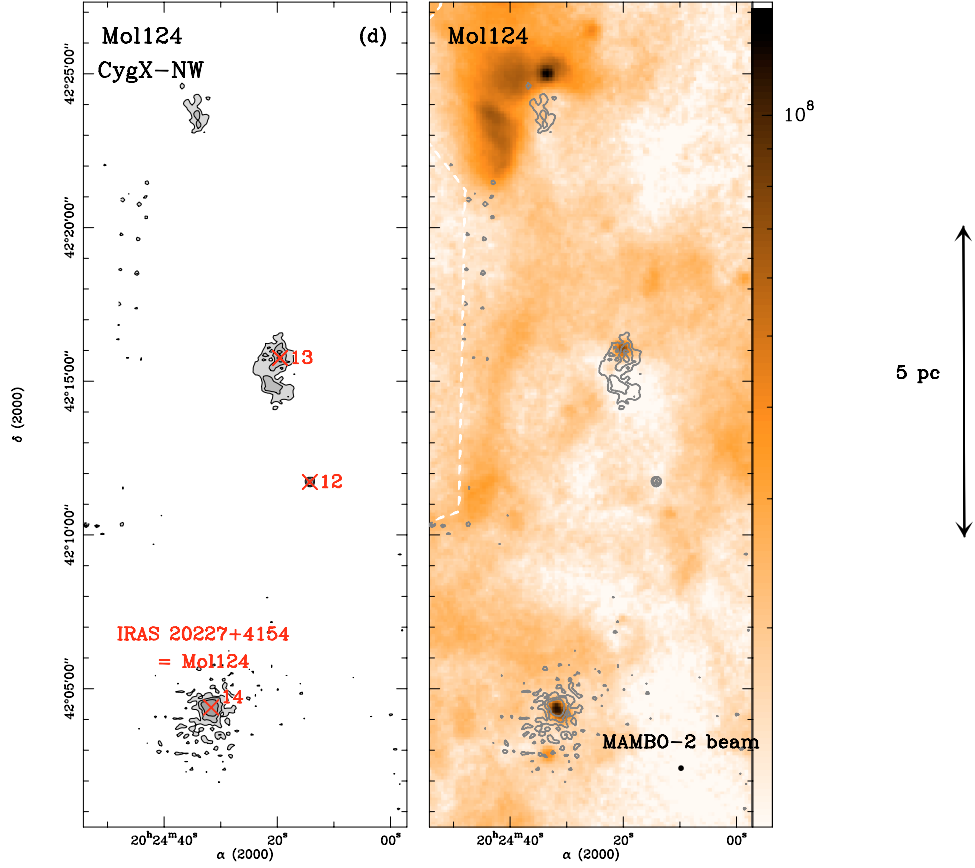 Mol124 (d)
CygX-NW
42°25'00"
42°20'00"
42°15'00"
42°10'00"
42°05'00"
δ (2000)
13
12
IRAS 20227+4154
= Mol124
14
20ʰ24ᵐ40ˢ 20ˢ 00ˢ
α (2000)
Mol124
MAMBO-2 beam
20ʰ24ᵐ40ˢ 20ˢ 00ˢ
α (2000)
10⁸
5 pc